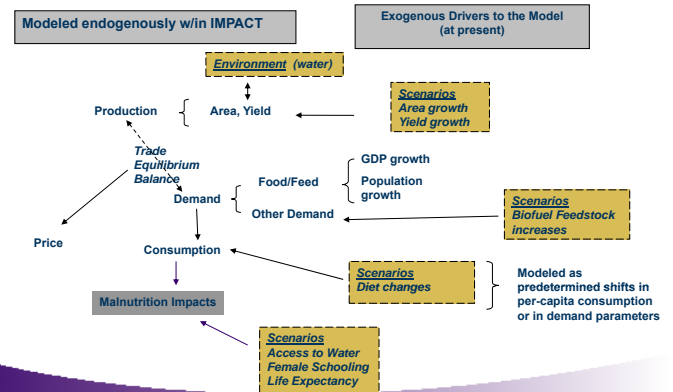 Modeled endogenously w/in IMPACT
Exogenous Drivers to the Model
(at present)
Environment (water)
Scenarios
Area growth
Yield growth
Production
Area, Yield
Trade
Equilibrium
Balance
GDP growth
Food/Feed
Population
growth
Demand
Other Demand
Scenarios
Biofuel Feedstock
increases
Price
Consumption
Scenarios
Diet changes
Modeled as
predetermined shifts in
per-capita consumption
or in demand parameters
Malnutrition Impacts
Scenarios
Access to Water
Female Schooling
Life Expectancy